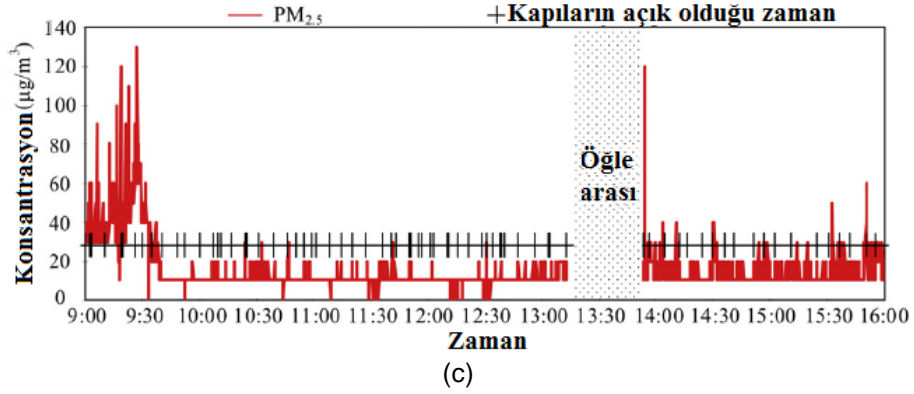 PM2.5 Kapıların açık olduğu zaman
140
120
100
80
60
40
20
0
Konsantrasyon (μg/m³)
Öğle
arası
9:00 9:30 10:00 10:30 11:00 11:30 12:00 12:30 13:00 13:30 14:00 14:30 15:00 15:30 16:00
Zaman
(c)